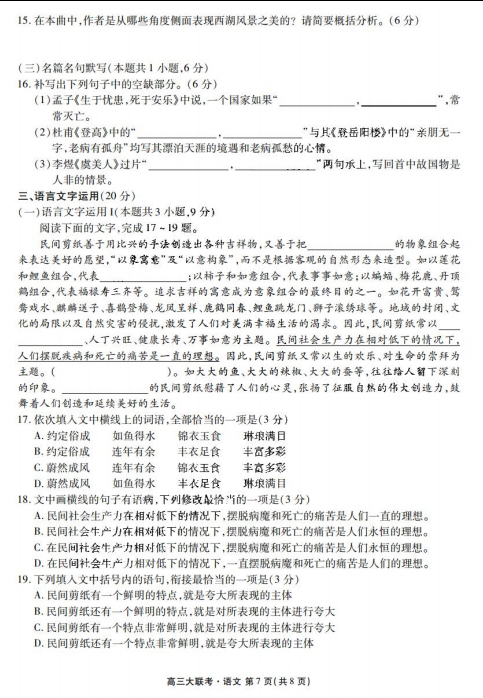 15. 在本曲中,作者是从哪些角度侧面表现西湖风景之美的？请简要概括分析。(6分)
(三)名篇名句默写(本题共1小题,6分)
16. 补写出下列句子中的空缺部分。(6分)
(1)孟子《生于忧患,死于安乐》中说,一个国家如果“____________,____________”,常
常灭亡。
(2)杜甫《登高》中的“____________,____________”与其《登岳阳楼》中的“亲朋无一
字,老病有孤舟”均写其漂泊天涯的境遇和老病孤愁的心情。
(3)李煜《虞美人》过片“____________,____________”两句承上,写回首中故国物是
人非的情景。
三、语言文字运用(20分)
(一)语言文字运用Ⅰ(本题共3小题,9分)
阅读下面的文字,完成17~19题。
民间剪纸善于用比兴的手法创造出各种吉祥物,又善于把____________的物象组合起
来表达美好的愿望,“以象寓意”及“以意构象”,而不是根据客观的自然形态来造型。如以莲花
和鲤鱼组合,代表____________;以柿子和如意组合,代表事事如意;以蝙蝠、梅花鹿、丹顶
鹤组合,代表福禄寿三齐等。追求吉祥的寓意成为意象组合的最终目的之一。如花开富贵、鸳
鸯戏水、麒麟送子、喜鹊登梅、龙凤呈祥、鹿鹤同春、鲤鱼跳龙门、狮子滚绣球等。地域的封闭、文
化的局限以及自然灾害的侵扰,激发了人们对美满幸福生活的渴求。因此,民间剪纸常以____
________、人丁兴旺、健康长寿、万事如意为主题。民间社会生产力在相对低下的情况下,
人们摆脱疾病和死亡的痛苦是一直的理想。因此,民间剪纸又常以生的欢乐、对生命的崇拜为
主题。(____________)。如大大的鱼、大大的辣椒、大大的蚕等,往往给人留下深刻
的印象。____________的民间剪纸慰藉了人们的心灵,张扬了征服自然的伟大创造力,鼓
舞着人们创造和延续美好的生活。
17. 依次填入文中横线上的词语,全部恰当的一项是(3分)
A. 约定俗成 如鱼得水 锦衣玉食 琳琅满目
B. 约定俗成 连年有余 丰衣足食 丰富多彩
C. 蔚然成风 连年有余 锦衣玉食 丰富多彩
D. 蔚然成风 如鱼得水 丰衣足食 琳琅满目
18. 文中画横线的句子有语病,下列修改最恰当的一项是(3分)
A. 民间社会生产力在相对低下的情况下,摆脱病魔和死亡的痛苦是人们一直的理想。
B. 民间社会生产力在相对低下的情况下,摆脱病魔和死亡的痛苦是人们永恒的理想。
C. 在民间社会生产力相对低下的情况下,摆脱病魔和死亡的痛苦是人们永恒的理想。
D. 在民间社会生产力相对低下的情况下,一直摆脱病魔和死亡的痛苦是人们的理想。
19. 下列填入文中括号内的语句,衔接最恰当的一项是(3分)
A. 民间剪纸有一个鲜明的特点,就是夸大所表现的主体
B. 民间剪纸还有一个鲜明的特点,就是对所表现的主体进行夸大
C. 民间剪纸有一个特点非常鲜明,就是对所表现的主体进行夸大
D. 民间剪纸还有一个特点非常鲜明,就是夸大所表现的主体
高三大联考·语文 第7页(共8页)